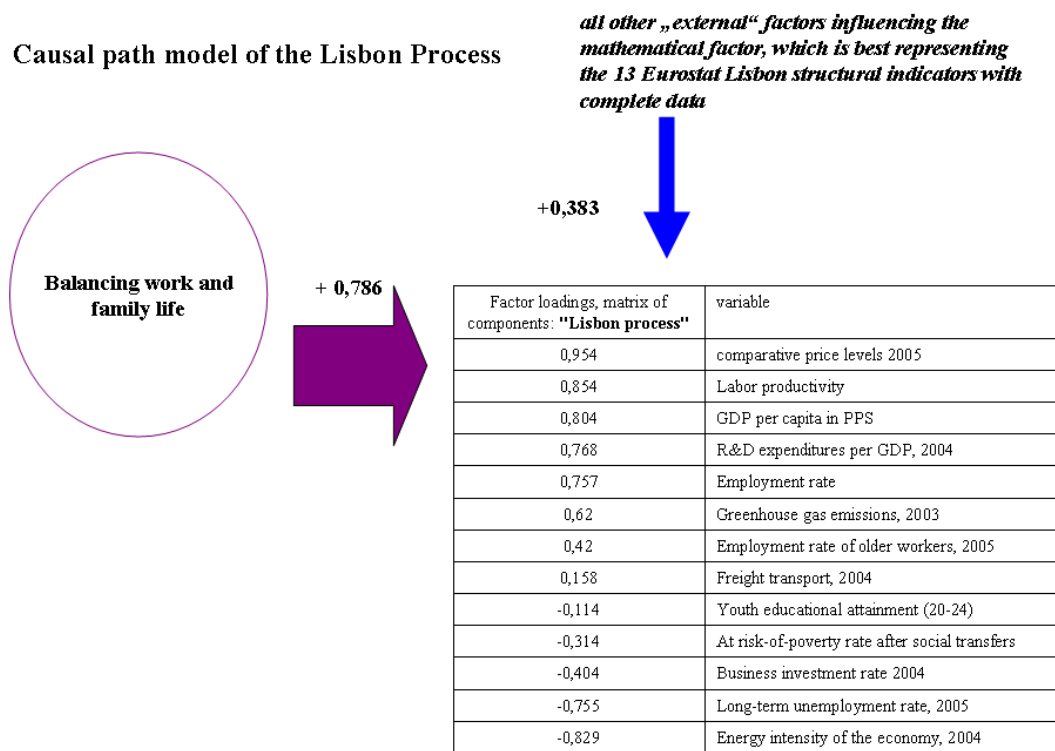 Causal path model of the Lisbon Process
all other „external“ factors influencing the
mathematical factor, which is best representing
the 13 Eurostat Lisbon structural indicators with
complete data
+0,383
Balancing work and
family life
+ 0,786
Factor loadings, matrix of
components: "Lisbon process"
variable
0,954 comparative price levels 2005
0,854 Labor productivity
0,804 GDP per capita in PPS
0,768 R&D expenditures per GDP, 2004
0,757 Employment rate
0,62 Greenhouse gas emissions, 2003
0,42 Employment rate of older workers, 2005
0,158 Freight transport, 2004
-0,114 Youth educational attainment (20-24)
-0,314 At risk-of-poverty rate after social transfers
-0,404 Business investment rate 2004
-0,755 Long-term unemployment rate, 2005
-0,829 Energy intensity of the economy, 2004